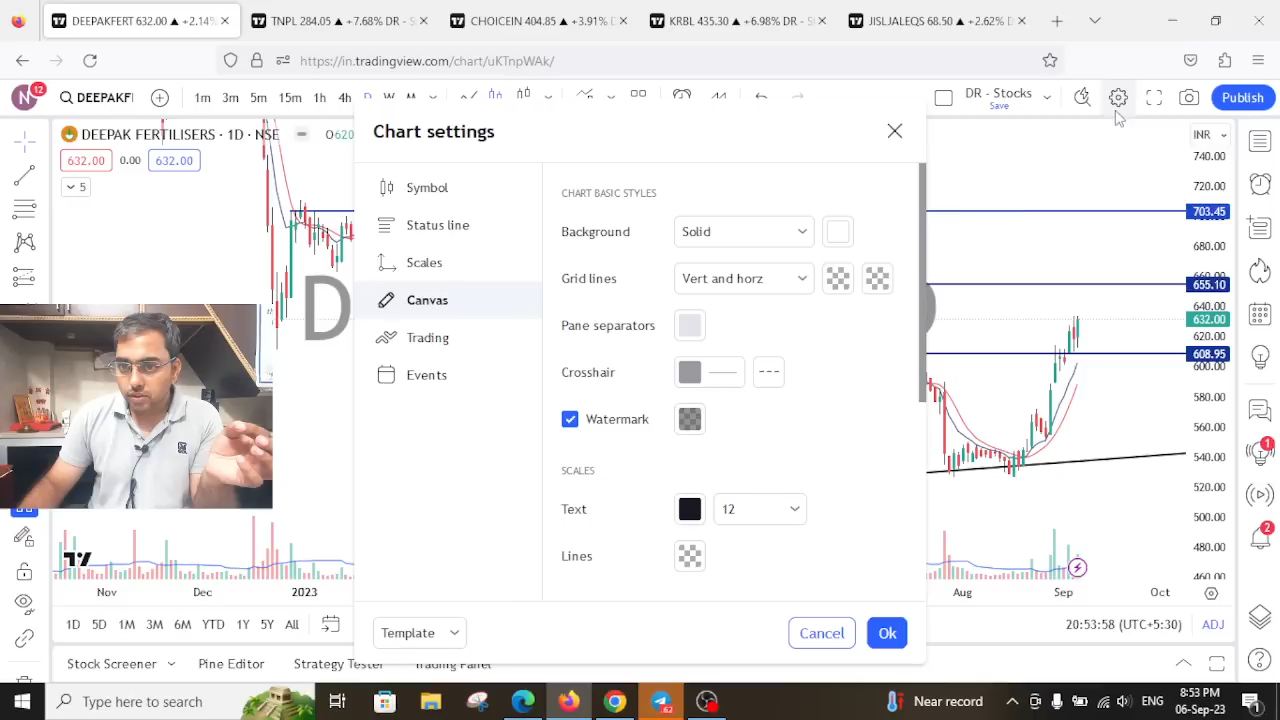 DEEPAKFERT 632.00 ▲ +2.14%
TNPL 284.05 ▲ +7.68% DR - S
CHOICEIN 404.85 ▲ +3.91% D
KRBL 435.30 ▲ +6.98% DR - S
JISLJALEQS 68.50 ▲ +2.62% D
https://in.tradingview.com/chart/uKTnpWAk/
N
12
DEEPAKF
1m 3m 5m 15m 1h 4h D W M
DR - Stocks
Save
Publish
DEEPAK FERTILISERS · 1D · NSE
O620
632.00 0.00 632.00
5
Chart settings
Symbol
Status line
Scales
Canvas
Trading
Events
CHART BASIC STYLES
Background Solid
Grid lines Vert and horz
Pane separators
Crosshair
Watermark
SCALES
Text 12
Lines
Template
Cancel
Ok
D
INR
740.00
720.00
703.45
680.00
655.10
640.00
632.00
620.00
608.95
600.00
580.00
560.00
540.00
520.00
500.00
480.00
460.00
1
2
Nov Dec 2023 Aug Sep Oct
1D 5D 1M 3M 6M YTD 1Y 5Y All
20:53:58 (UTC+5:30)
ADJ
Stock Screener Pine Editor Strategy Tester Trading Panel
Type here to search
62
Near record
ENG
8:53 PM
06-Sep-23
1